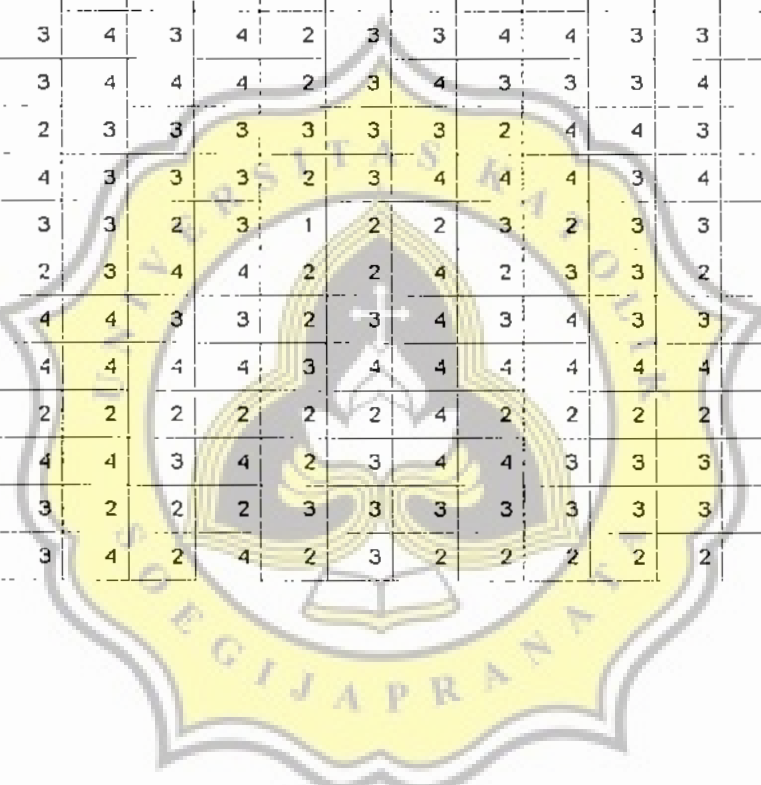 3 4 3 4 2 3 3 4 4 3 3
3 4 4 4 2 3 4 3 3 3 4
2 3 3 3 3 3 3 2 4 4 3
4 3 3 3 2 3 4 4 4 3 4
3 3 2 3 1 2 2 3 2 3 3
2 3 4 4 2 2 4 2 3 3 2
4 4 3 3 2 3 4 3 4 3 3
4 4 4 4 3 4 4 4 4 4 4
2 2 2 2 2 2 4 2 2 2 2
4 4 3 4 2 3 4 4 3 3 3
3 2 2 2 3 3 3 3 3 3 3
3 4 2 4 2 3 2 2 2 2 2
UNIVERSITAS KATOLIK
SOEGIJAPRANATA